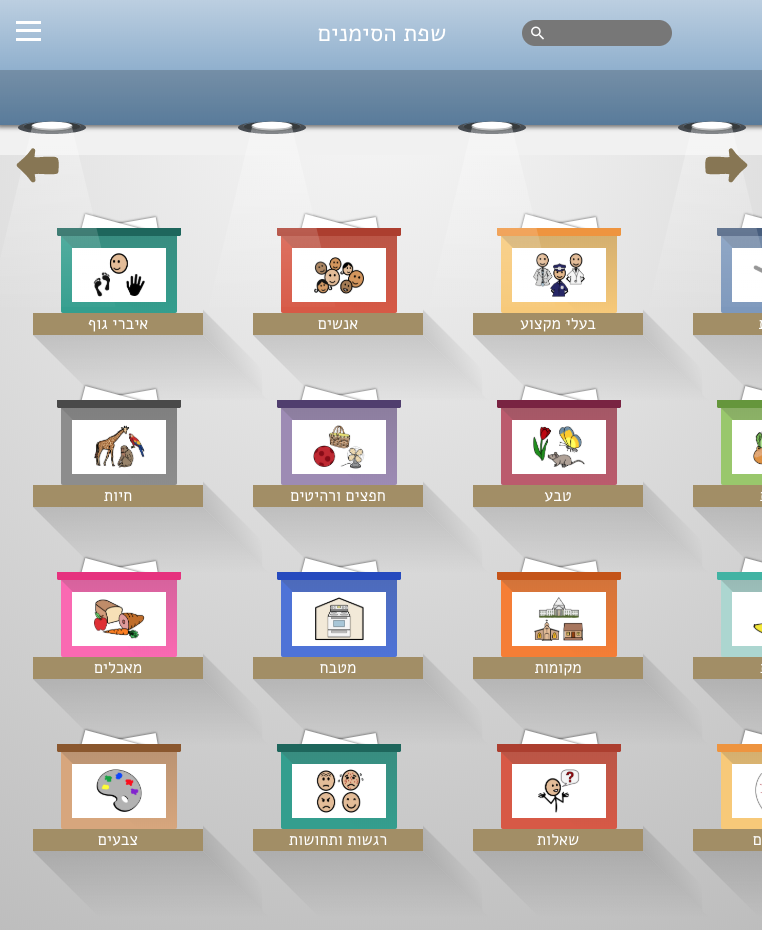 שפת הסימנים
איברי גוף
אנשים
בעלי מקצוע
חיות
חפצים ורהיטים
טבע
מאכלים
מטבח
מקומות
צבעים
רגשות ותחושות
שאלות
?